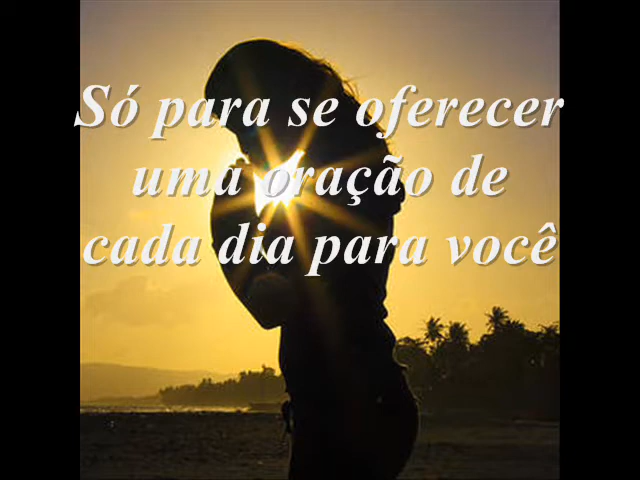 Só para se oferecer
uma oração de
cada dia para você